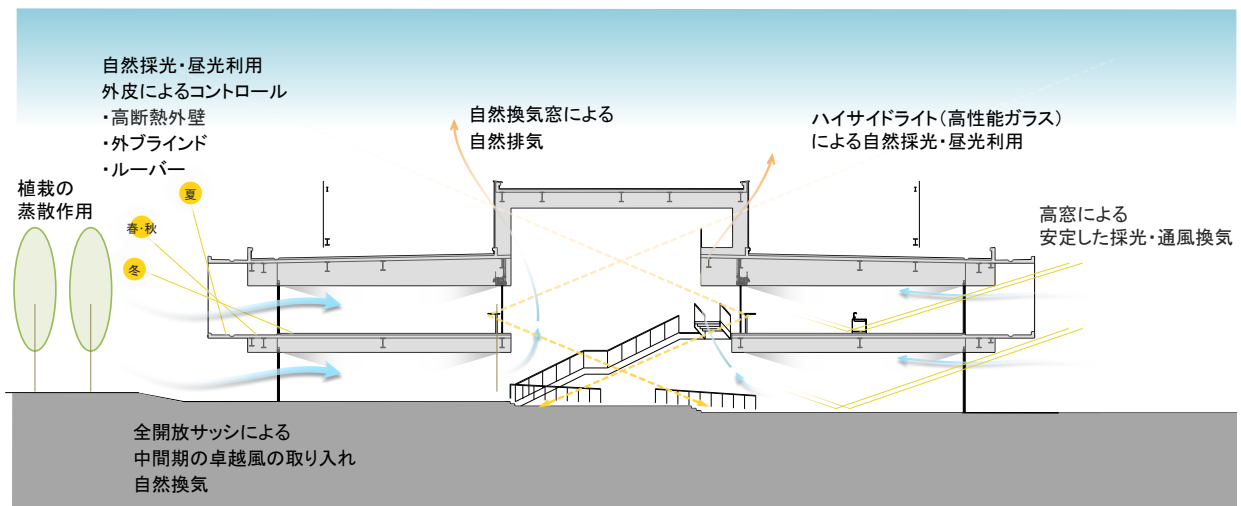 自然採光・昼光利用
外皮によるコントロール
・高断熱外壁
・外ブラインド
・ルーバー
自然換気窓による
自然排気
ハイサイドライト（高性能ガラス）
による自然採光・昼光利用
植栽の
蒸散作用
夏
春・秋
冬
高窓による
安定した採光・通風換気
全開放サッシによる
中間期の卓越風の取り入れ
自然換気